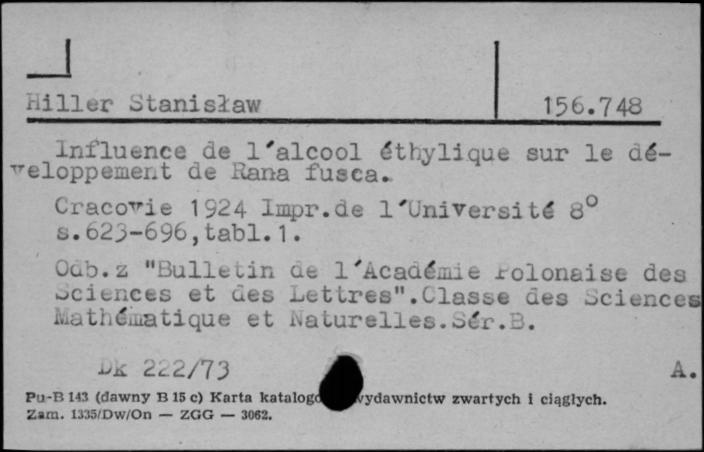 Hiller Stanisław 156.748
Influence de l'alcool éthylique sur le dé-
veloppement de Rana fusca.
Cracovie 1924 Impr.de l'Université 8°
s.623-696,tabl.1.
Odb.z "Bulletin de l'Académie Polonaise des
Sciences et des Lettres".Classe des Sciences
Mathématique et Naturelles.Sér.B.
Dk 222/73 A.
Pu-B 143 (dawny B 15 c) Karta katalogo wydawnictw zwartych i ciągłych.
Zam. 1335/Dw/On — ZGG — 3062.